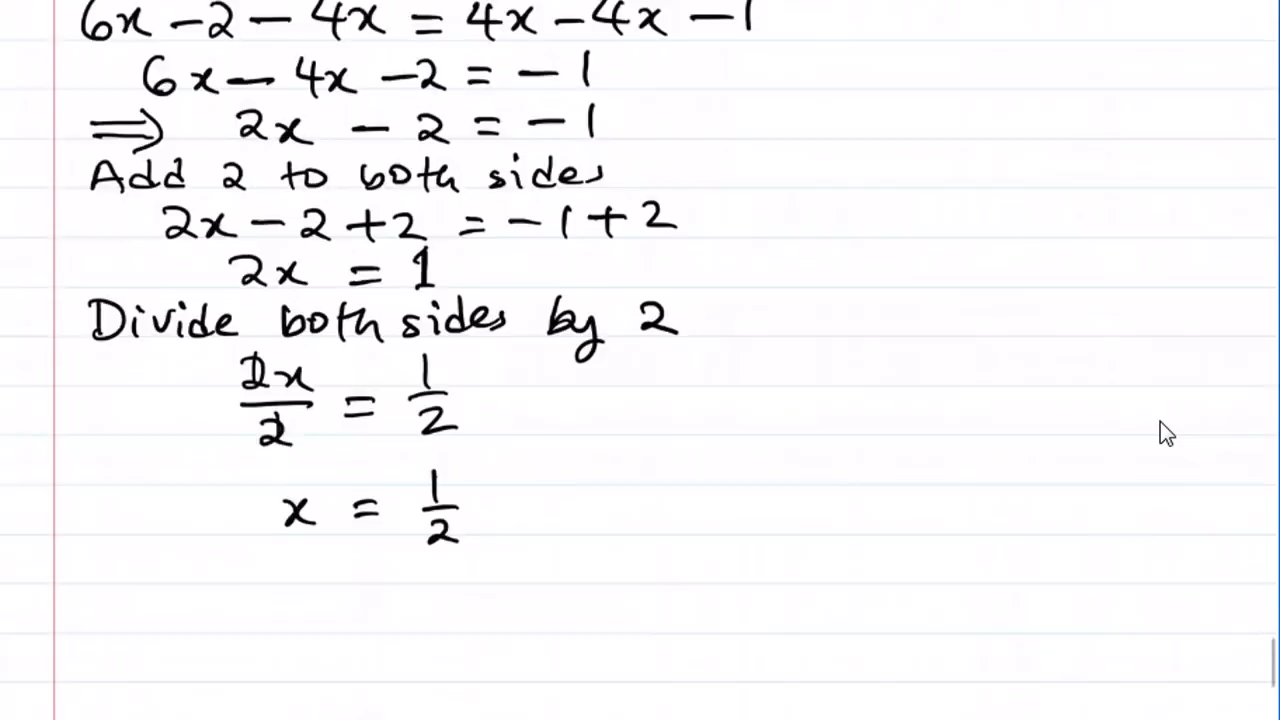 6x - 2 - 4x = 4x - 4x - 1
6x - 4x - 2 = - 1
⇒ 2x - 2 = - 1
Add 2 to both sides
2x - 2 + 2 = - 1 + 2
2x = 1
Divide both sides by 2
2x/2 = 1/2
x = 1/2